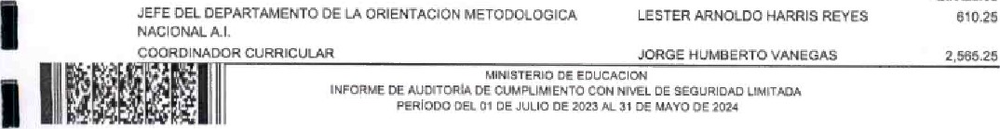 JEFE DEL DEPARTAMENTO DE LA ORIENTACION METODOLOGICA LESTER ARNOLDO HARRIS REYES 610.25
NACIONAL A.I.
COORDINADOR CURRICULAR JORGE HUMBERTO VANEGAS 2,565.25
MINISTERIO DE EDUCACION
INFORME DE AUDITORÍA DE CUMPLIMIENTO CON NIVEL DE SEGURIDAD LIMITADA
PERÍODO DEL 01 DE JULIO DE 2023 AL 31 DE MAYO DE 2024